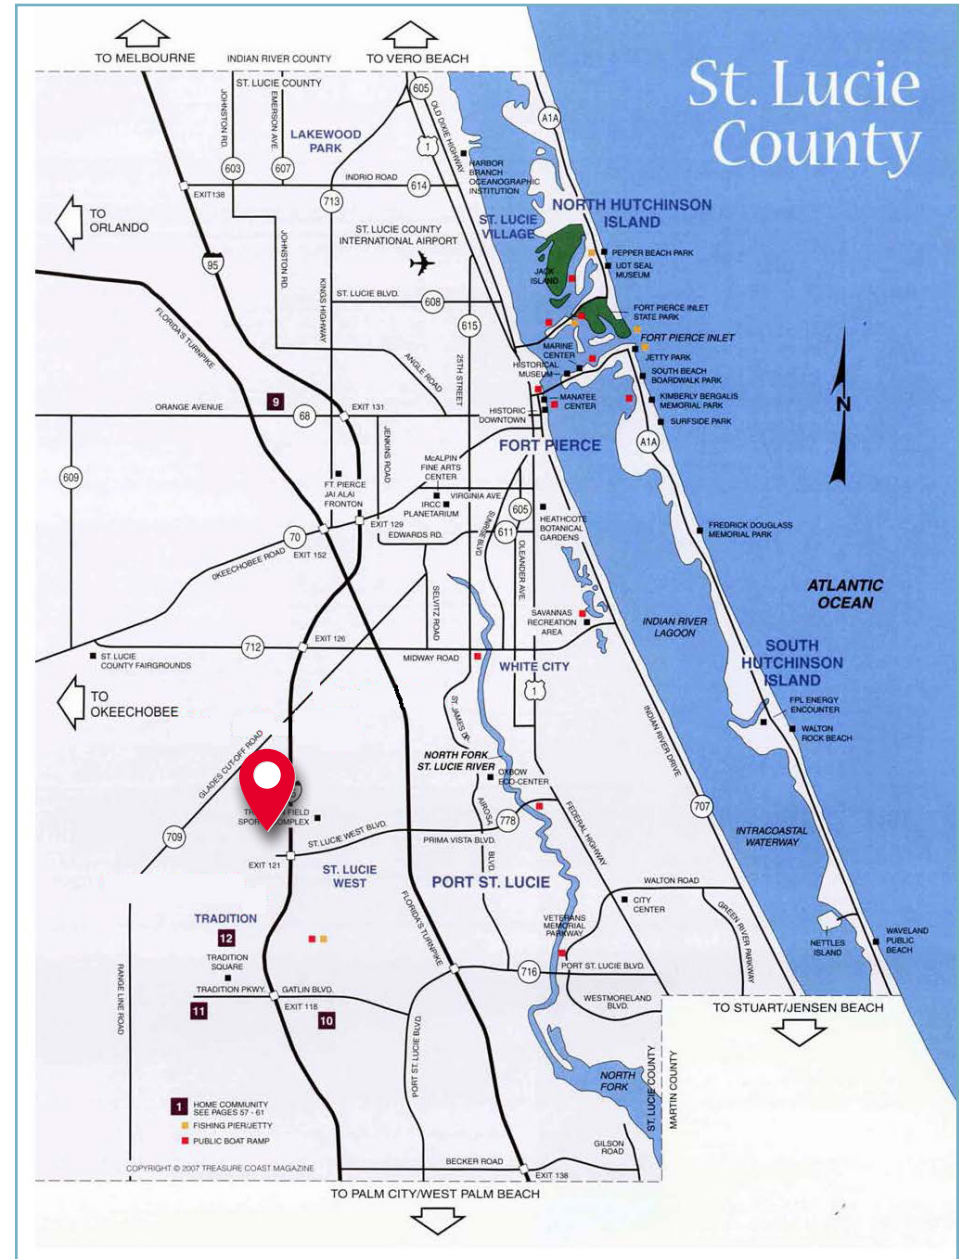 TO MELBOURNE
INDIAN RIVER COUNTY
TO VERO BEACH
ST. LUCIE COUNTY
St. Lucie
County
JOHNSTON RD
EMERSON AVE.
605
OLD DIXIE HIGHWAY
A1A
LAKEWOOD
PARK
1
603
607
INDRIO ROAD
614
713
EXIT138
HARBOR
BRANCH
OCEANOGRAPHIC
INSTITUTION
TO
ORLANDO
NORTH HUTCHINSON
ISLAND
ST. LUCIE
VILLAGE
ST. LUCIE COUNTY
INTERNATIONAL AIRPORT
JOHNSTON RD.
95
PEPPER BEACH PARK
UDT SEAL
MUSEUM
JACK
ISLAND
KINGS HIGHWAY
ST. LUCIE BLVD.
608
615
FLORIDA'S TURNPIKE
FORT PIERCE INLET
STATE PARK
FORT PIERCE INLET
MARINE
CENTER
JETTY PARK
HISTORICAL
MUSEUM
ANGLE ROAD
25TH STREET
SOUTH BEACH
BOARDWALK PARK
MANATEE
CENTER
KIMBERLY BERGALIS
MEMORIAL PARK
N
ORANGE AVENUE
9
68
EXIT 131
HISTORIC
DOWNTOWN
SURFSIDE PARK
A1A
FORT PIERCE
JENKINS ROAD
McALPIN
FINE ARTS
CENTER
609
FT. PIERCE
JAI ALAI
FRONTON
VIRGINIA AVE.
IRCC
PLANETARIUM
605
SUNRISE BLVD
HEATHCOTE
BOTANICAL
GARDENS
EXIT 129
70
EXIT 152
EDWARDS RD.
611
FREDRICK DOUGLASS
MEMORIAL PARK
OKEECHOBEE ROAD
OLEANDER AVE.
SELVITZ ROAD
ATLANTIC
OCEAN
SAVANNAS
RECREATION
AREA
INDIAN RIVER
LAGOON
EXIT 126
712
MIDWAY ROAD
ST. LUCIE
COUNTY FAIRGROUNDS
WHITE CITY
SOUTH
HUTCHINSON
ISLAND
TO
OKEECHOBEE
1
FPL ENERGY
ENCOUNTER
WALTON
ROCK BEACH
INDIAN RIVER DRIVE
NORTH FORK
ST. LUCIE RIVER
GLADES CUT-OFF ROAD
OXBOW
ECO-CENTER
AIROSA
BLVD
FEDERAL HIGHWAY
707
709
778
INTRACOASTAL
WATERWAY
ST. LUCIE WEST BLVD.
PRIMA VISTA BLVD.
EXIT 121
ST. LUCIE
WEST
PORT ST. LUCIE
WALTON ROAD
CITY
CENTER
FLORIDA'S TURNPIKE
GREEN RIVER PARKWAY
TRADITION
VETERANS
MEMORIAL
PARKWAY
12
NETTLES
ISLAND
WAVELAND
PUBLIC
BEACH
TRADITION
SQUARE
716
PORT ST. LUCIE BLVD.
TRADITION PKWY.
GATLIN BLVD.
EXIT 118
11
10
WESTMORELAND
BLVD.
TO STUART/JENSEN BEACH
RANGE LINE ROAD
PORT ST. LUCIE BLVD.
NORTH
FORK
ST. LUCIE COUNTY
MARTIN COUNTY
1
HOME COMMUNITY
SEE PAGES 57 - 61
FISHING PIER/JETTY
PUBLIC BOAT RAMP
GILSON
ROAD
COPYRIGHT © 2007 TREASURE COAST MAGAZINE
BECKER ROAD
EXIT 138
TO PALM CITY/WEST PALM BEACH